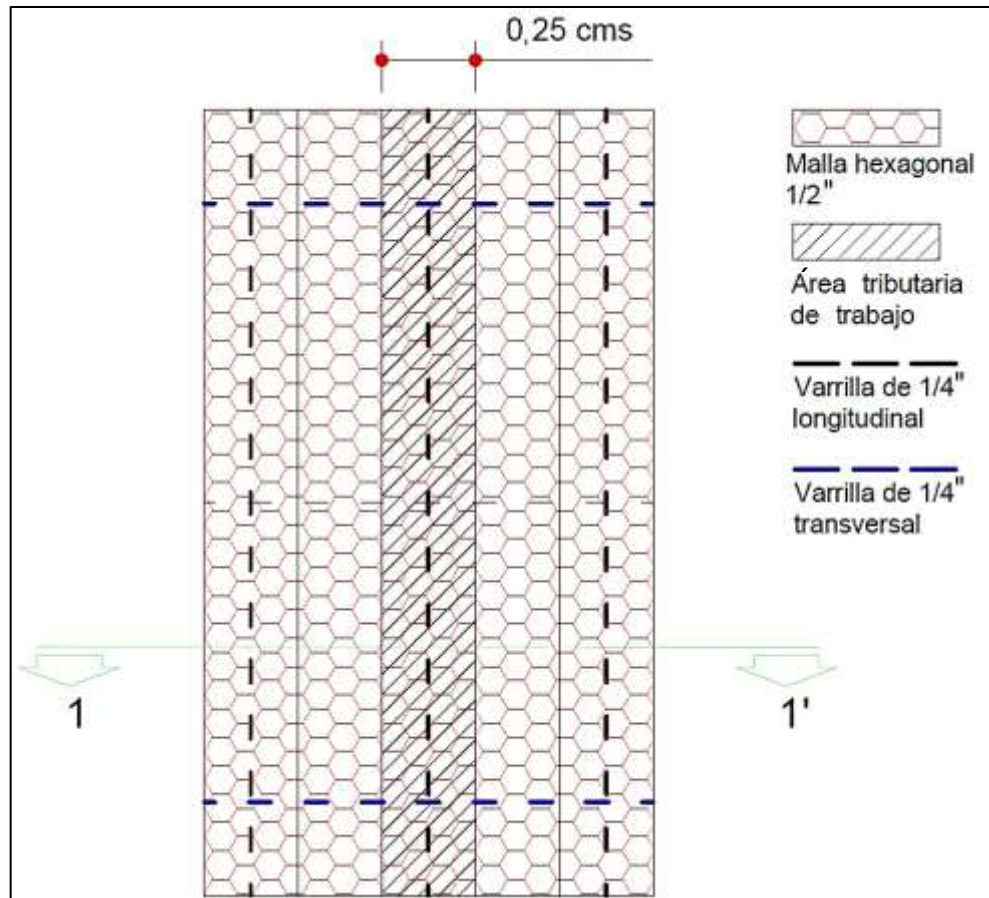 0,25 cms
Malla hexagonal
1/2"
Área tributaria
de trabajo
Varrilla de 1/4"
longitudinal
Varrilla de 1/4"
transversal
1
1'